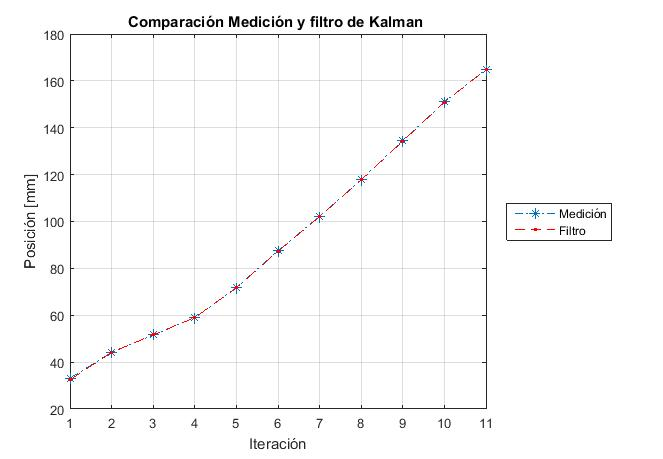 Comparación Medición y filtro de Kalman
180
160
140
120
100
80
60
40
20
Posición [mm]
1 2 3 4 5 6 7 8 9 10 11
Iteración
Medición
Filtro